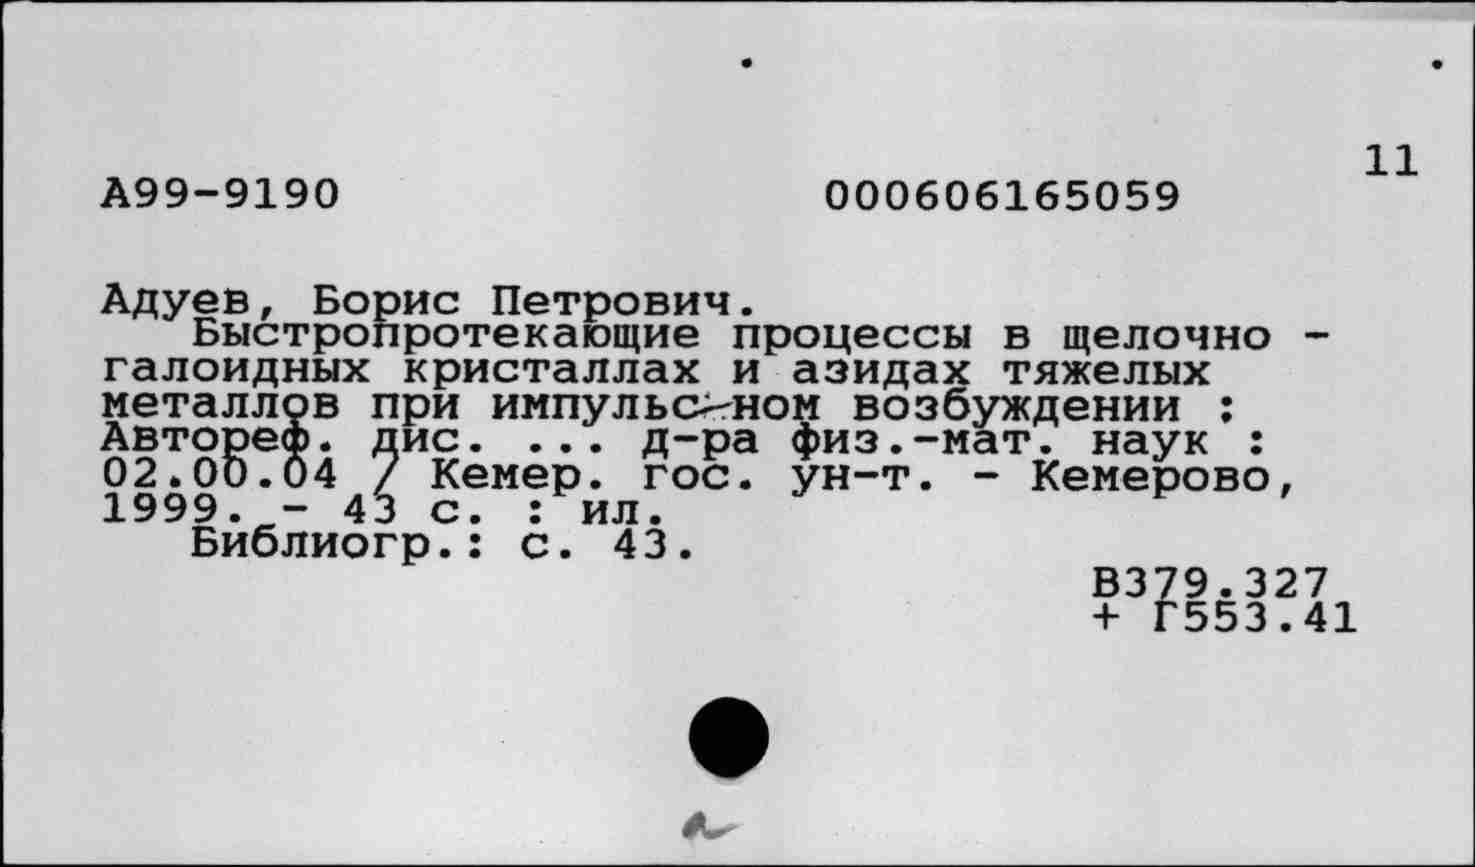 11
А99-9190 000606165059
Адуев, Борис Петрович.
Быстропротекающие процессы в щелочно -
галоидных кристаллах и азидах тяжелых
металлов при импульсном возбуждении :
Автореф. дис. ... д-ра физ.-мат. наук :
02.00.04 / Кемер. гос. ун-т. - Кемерово,
1999. - 43 с. : ил.
Библиогр.: с. 43.
В379.327
+ Г553.41